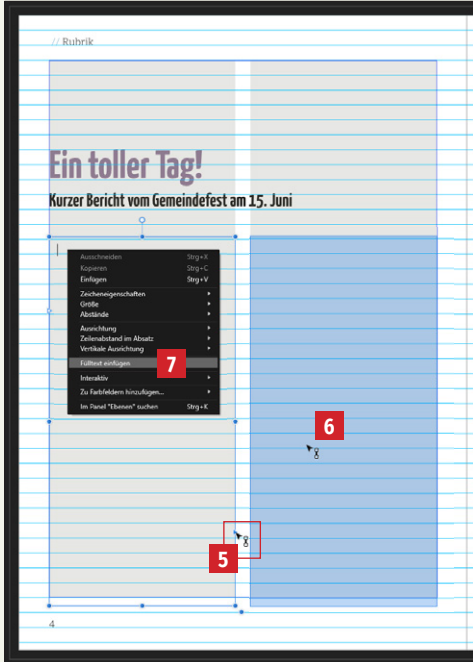 // Rubrik
Ein toller Tag!
Kurzer Bericht vom Gemeindefest am 15. Juni
Ausschneiden Strg+X
Kopieren Strg+C
Einfügen Strg+V
Zeicheneigenschaften
Größe
Abstände
Ausrichtung
Zeilenabstand im Absatz
Vertikale Ausrichtung
Fülltext einfügen
7
Interaktiv
Zu Farbfeldern hinzufügen...
Im Panel "Ebenen" suchen Strg+K
6
5
4